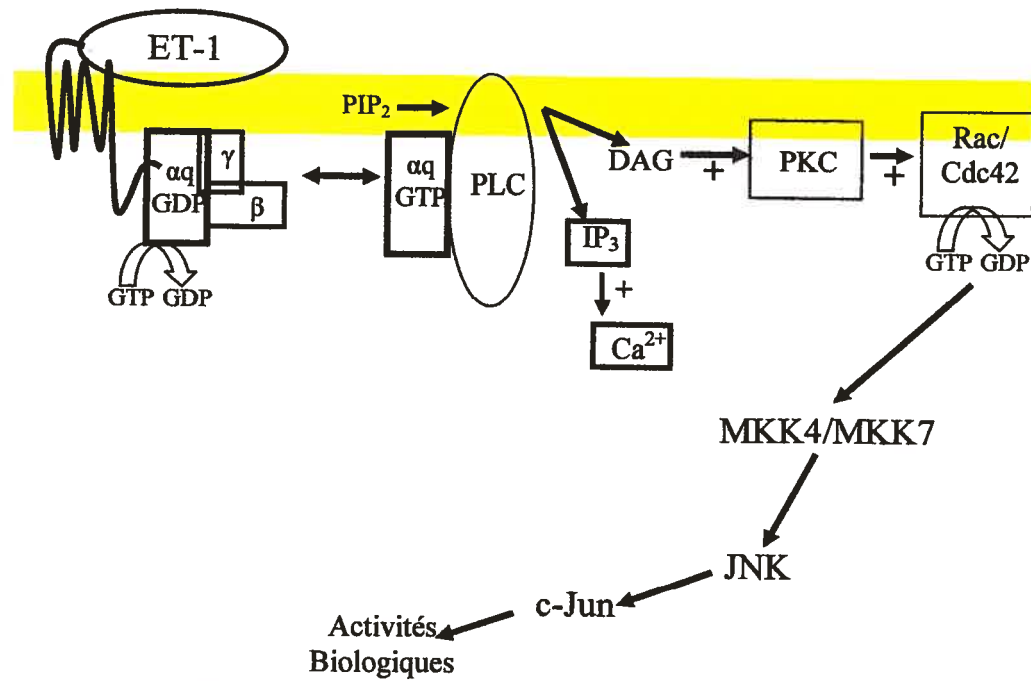 ET-1
PIP₂
αq
GDP
γ
β
αq
GTP
PLC
DAG
+
PKC
+
Rac/
Cdc42
IP₃
+
Ca²⁺
GTP GDP
GTP GDP
MKK4/MKK7
JNK
c-Jun
Activités
Biologiques